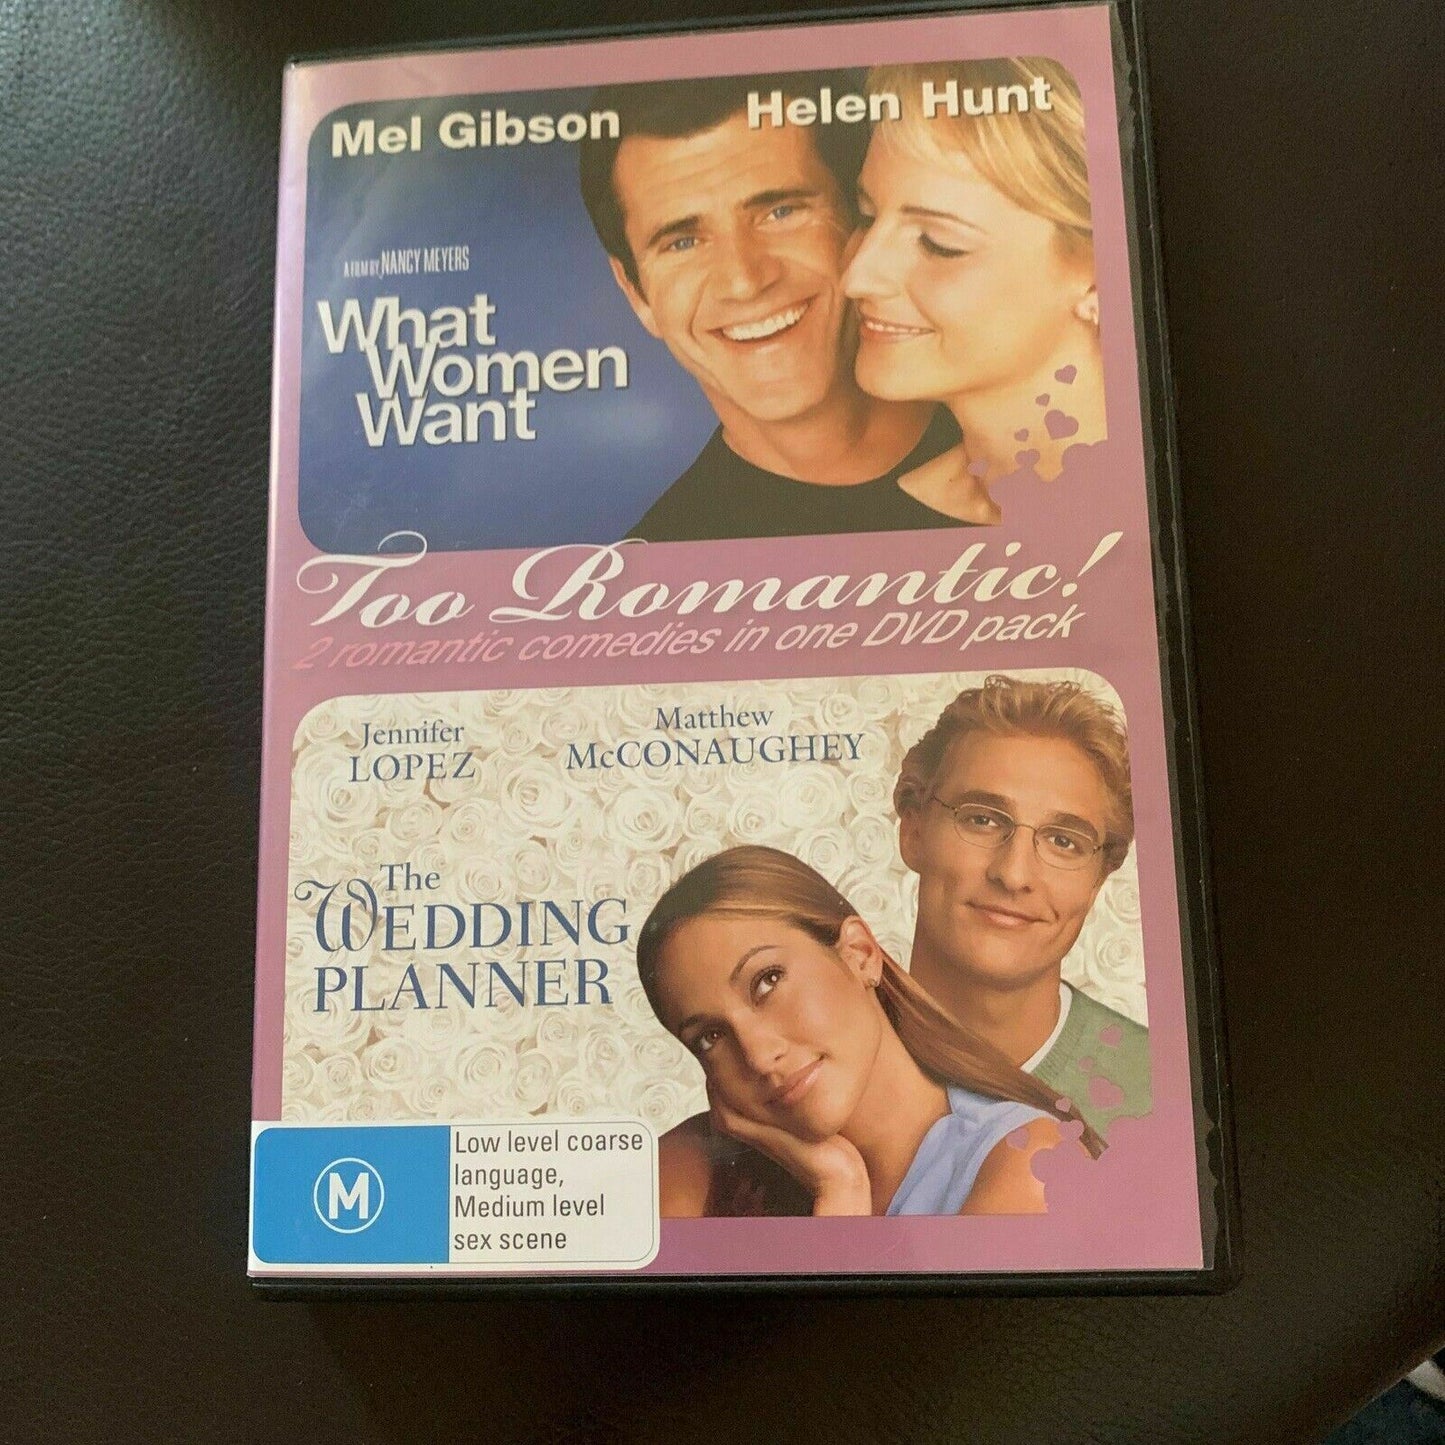 Mel Gibson Helen Hunt
A FILM BY NANCY MEYERS
What
Women
Want
Too Romantic!
2 romantic comedies in one DVD pack
Jennifer Matthew
LOPEZ McCONAUGHEY
The
WEDDING
PLANNER
M
Low level coarse
language,
Medium level
sex scene